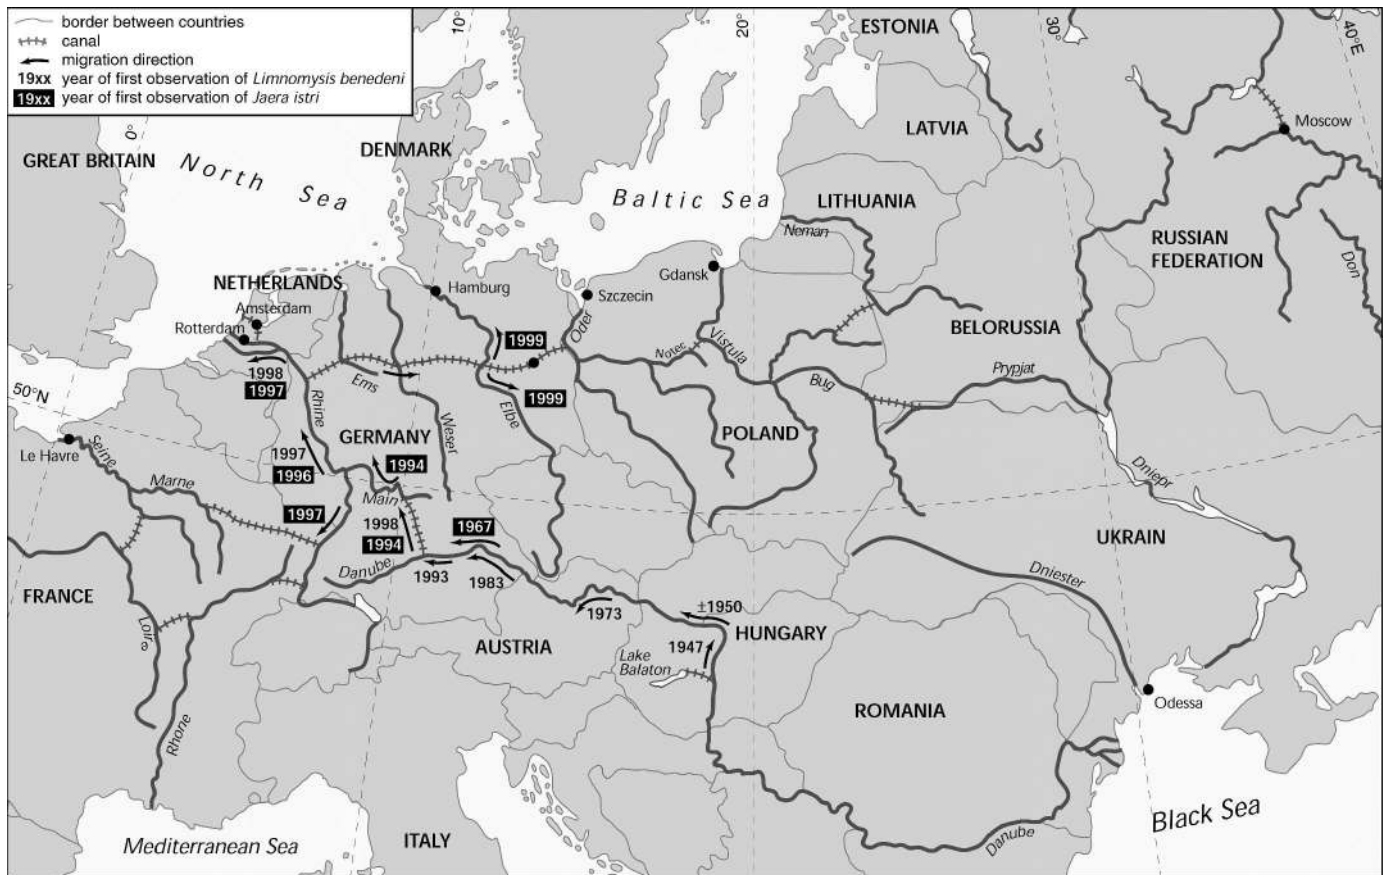 border between countries
canal
migration direction
19xx year of first observation of Limnomysis benedeni
19xx year of first observation of Jaera istri
10°
20°
30°
40°E
0°
50°N
ESTONIA
LATVIA
LITHUANIA
Moscow
GREAT BRITAIN
North Sea
DENMARK
Baltic Sea
Neman
RUSSIAN
FEDERATION
Don
NETHERLANDS
Amsterdam
Rotterdam
Hamburg
Gdansk
Szczecin
Oder
BELORUSSIA
1999
Notec
Vistula
1998
1997
Ems
1999
Bug
Prypjat
Rhine
Elbe
Weser
GERMANY
POLAND
Le Havre
Seine
1997
1996
1994
Dniepr
Marne
Main
1997
1998
1994
1967
UKRAIN
Danube
1993
1983
Dniester
FRANCE
1973
±1950
HUNGARY
Loire
AUSTRIA
1947
Lake
Balaton
Rhone
ROMANIA
Odessa
Black Sea
Danube
Mediterranean Sea
ITALY